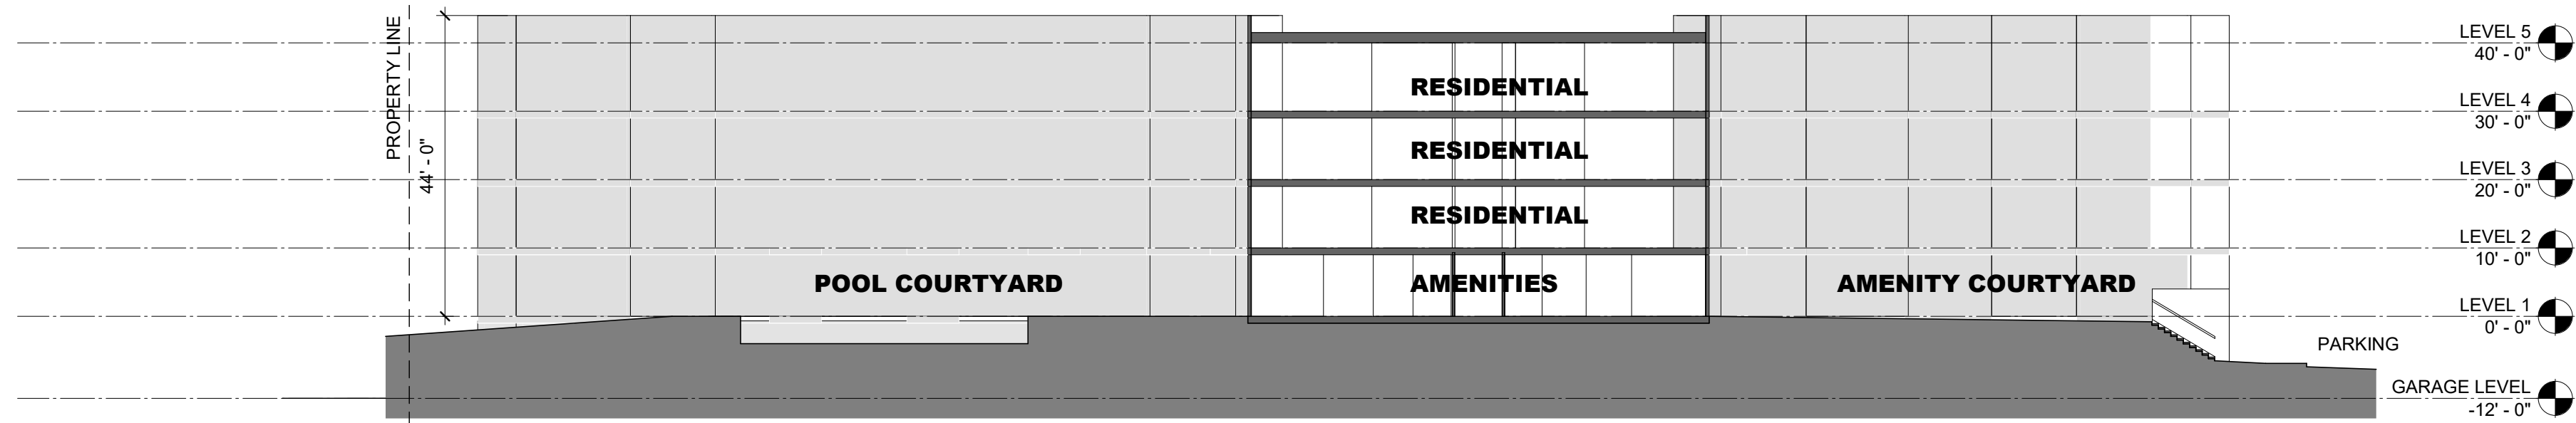 PROPERTY LINE
44' - 0"
LEVEL 5
40' - 0"
RESIDENTIAL
LEVEL 4
30' - 0"
RESIDENTIAL
LEVEL 3
20' - 0"
RESIDENTIAL
LEVEL 2
10' - 0"
POOL COURTYARD
AMENITIES
AMENITY COURTYARD
LEVEL 1
0' - 0"
PARKING
GARAGE LEVEL
-12' - 0"